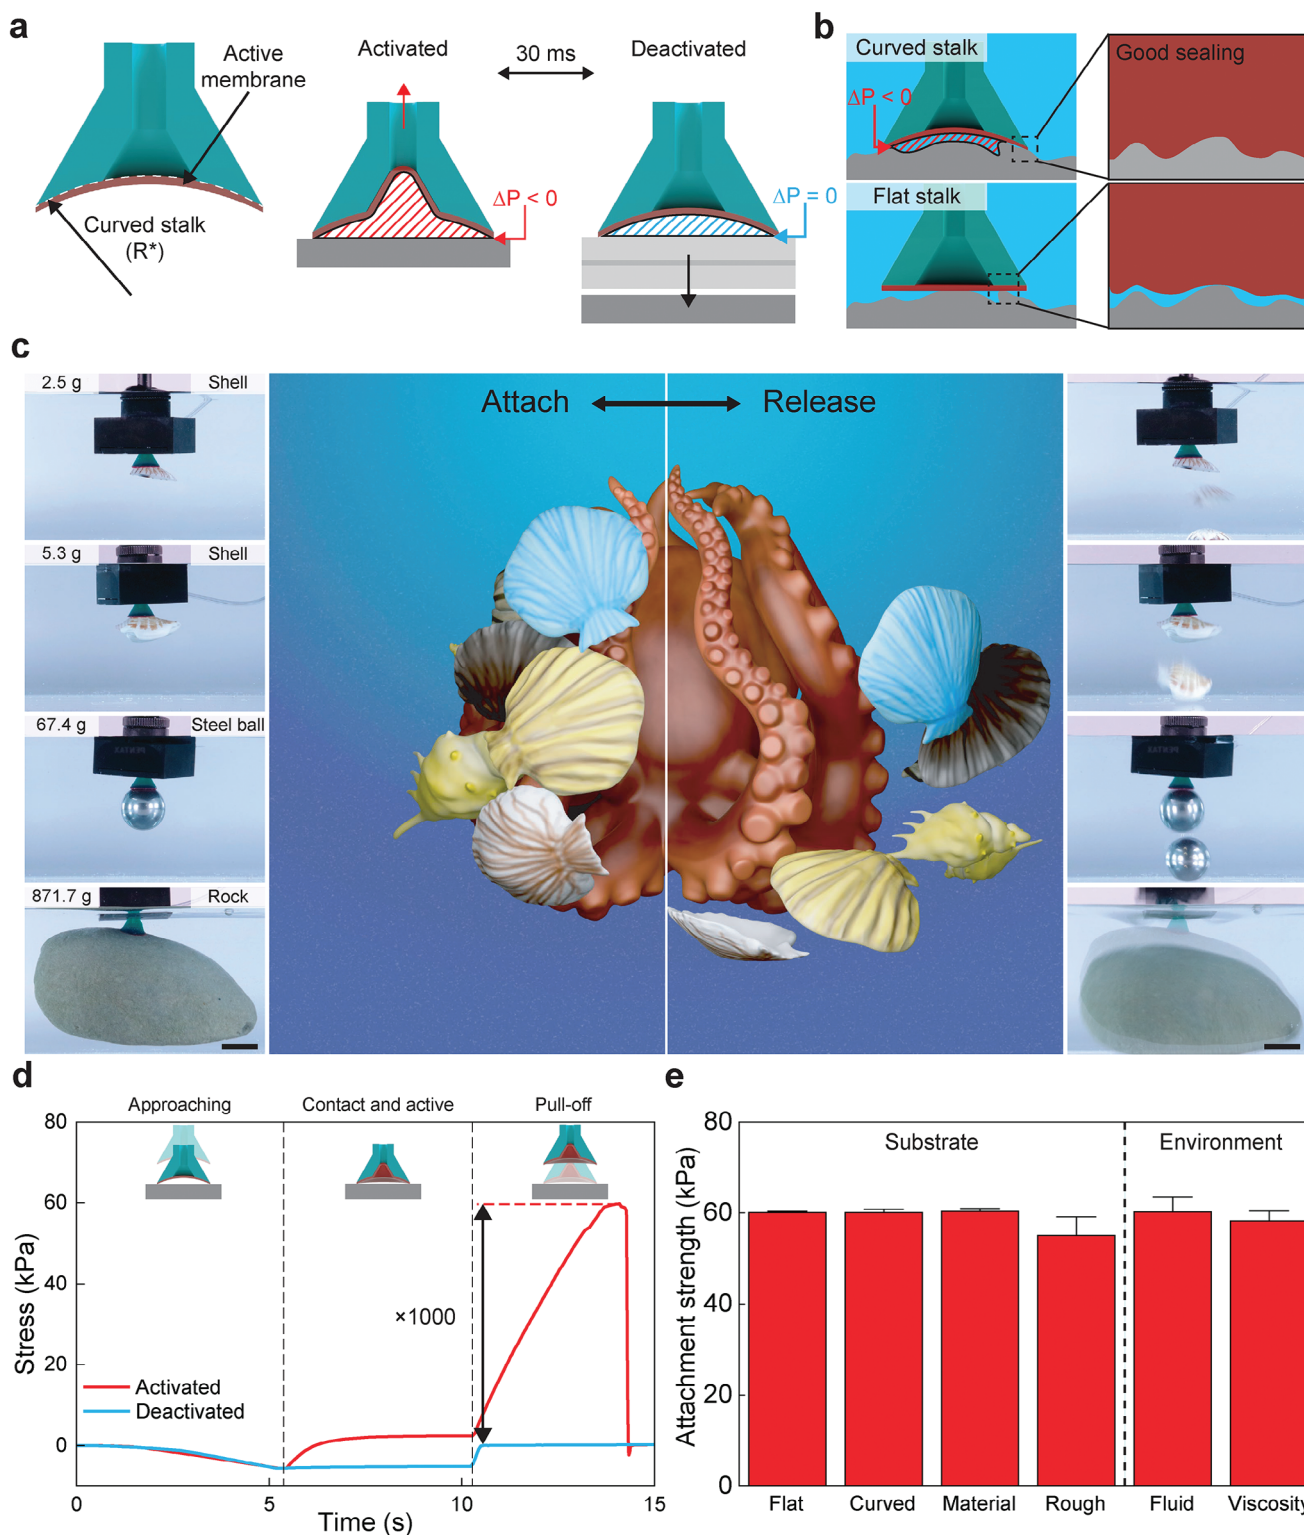 a
Active
membrane
Curved stalk
(R*)
Activated
30 ms
Deactivated
ΔP < 0
ΔP = 0
b
Curved stalk
ΔP < 0
Good sealing
Flat stalk
c
2.5 g
Shell
5.3 g
Shell
67.4 g
Steel ball
871.7 g
Rock
Attach
Release
d
Approaching
Contact and active
Pull-off
80
60
40
20
0
Stress (kPa)
×1000
Activated
Deactivated
0
5
10
15
Time (s)
e
Substrate
Environment
80
60
40
20
0
Attachment strength (kPa)
Flat
Curved
Material
Rough
Fluid
Viscosity